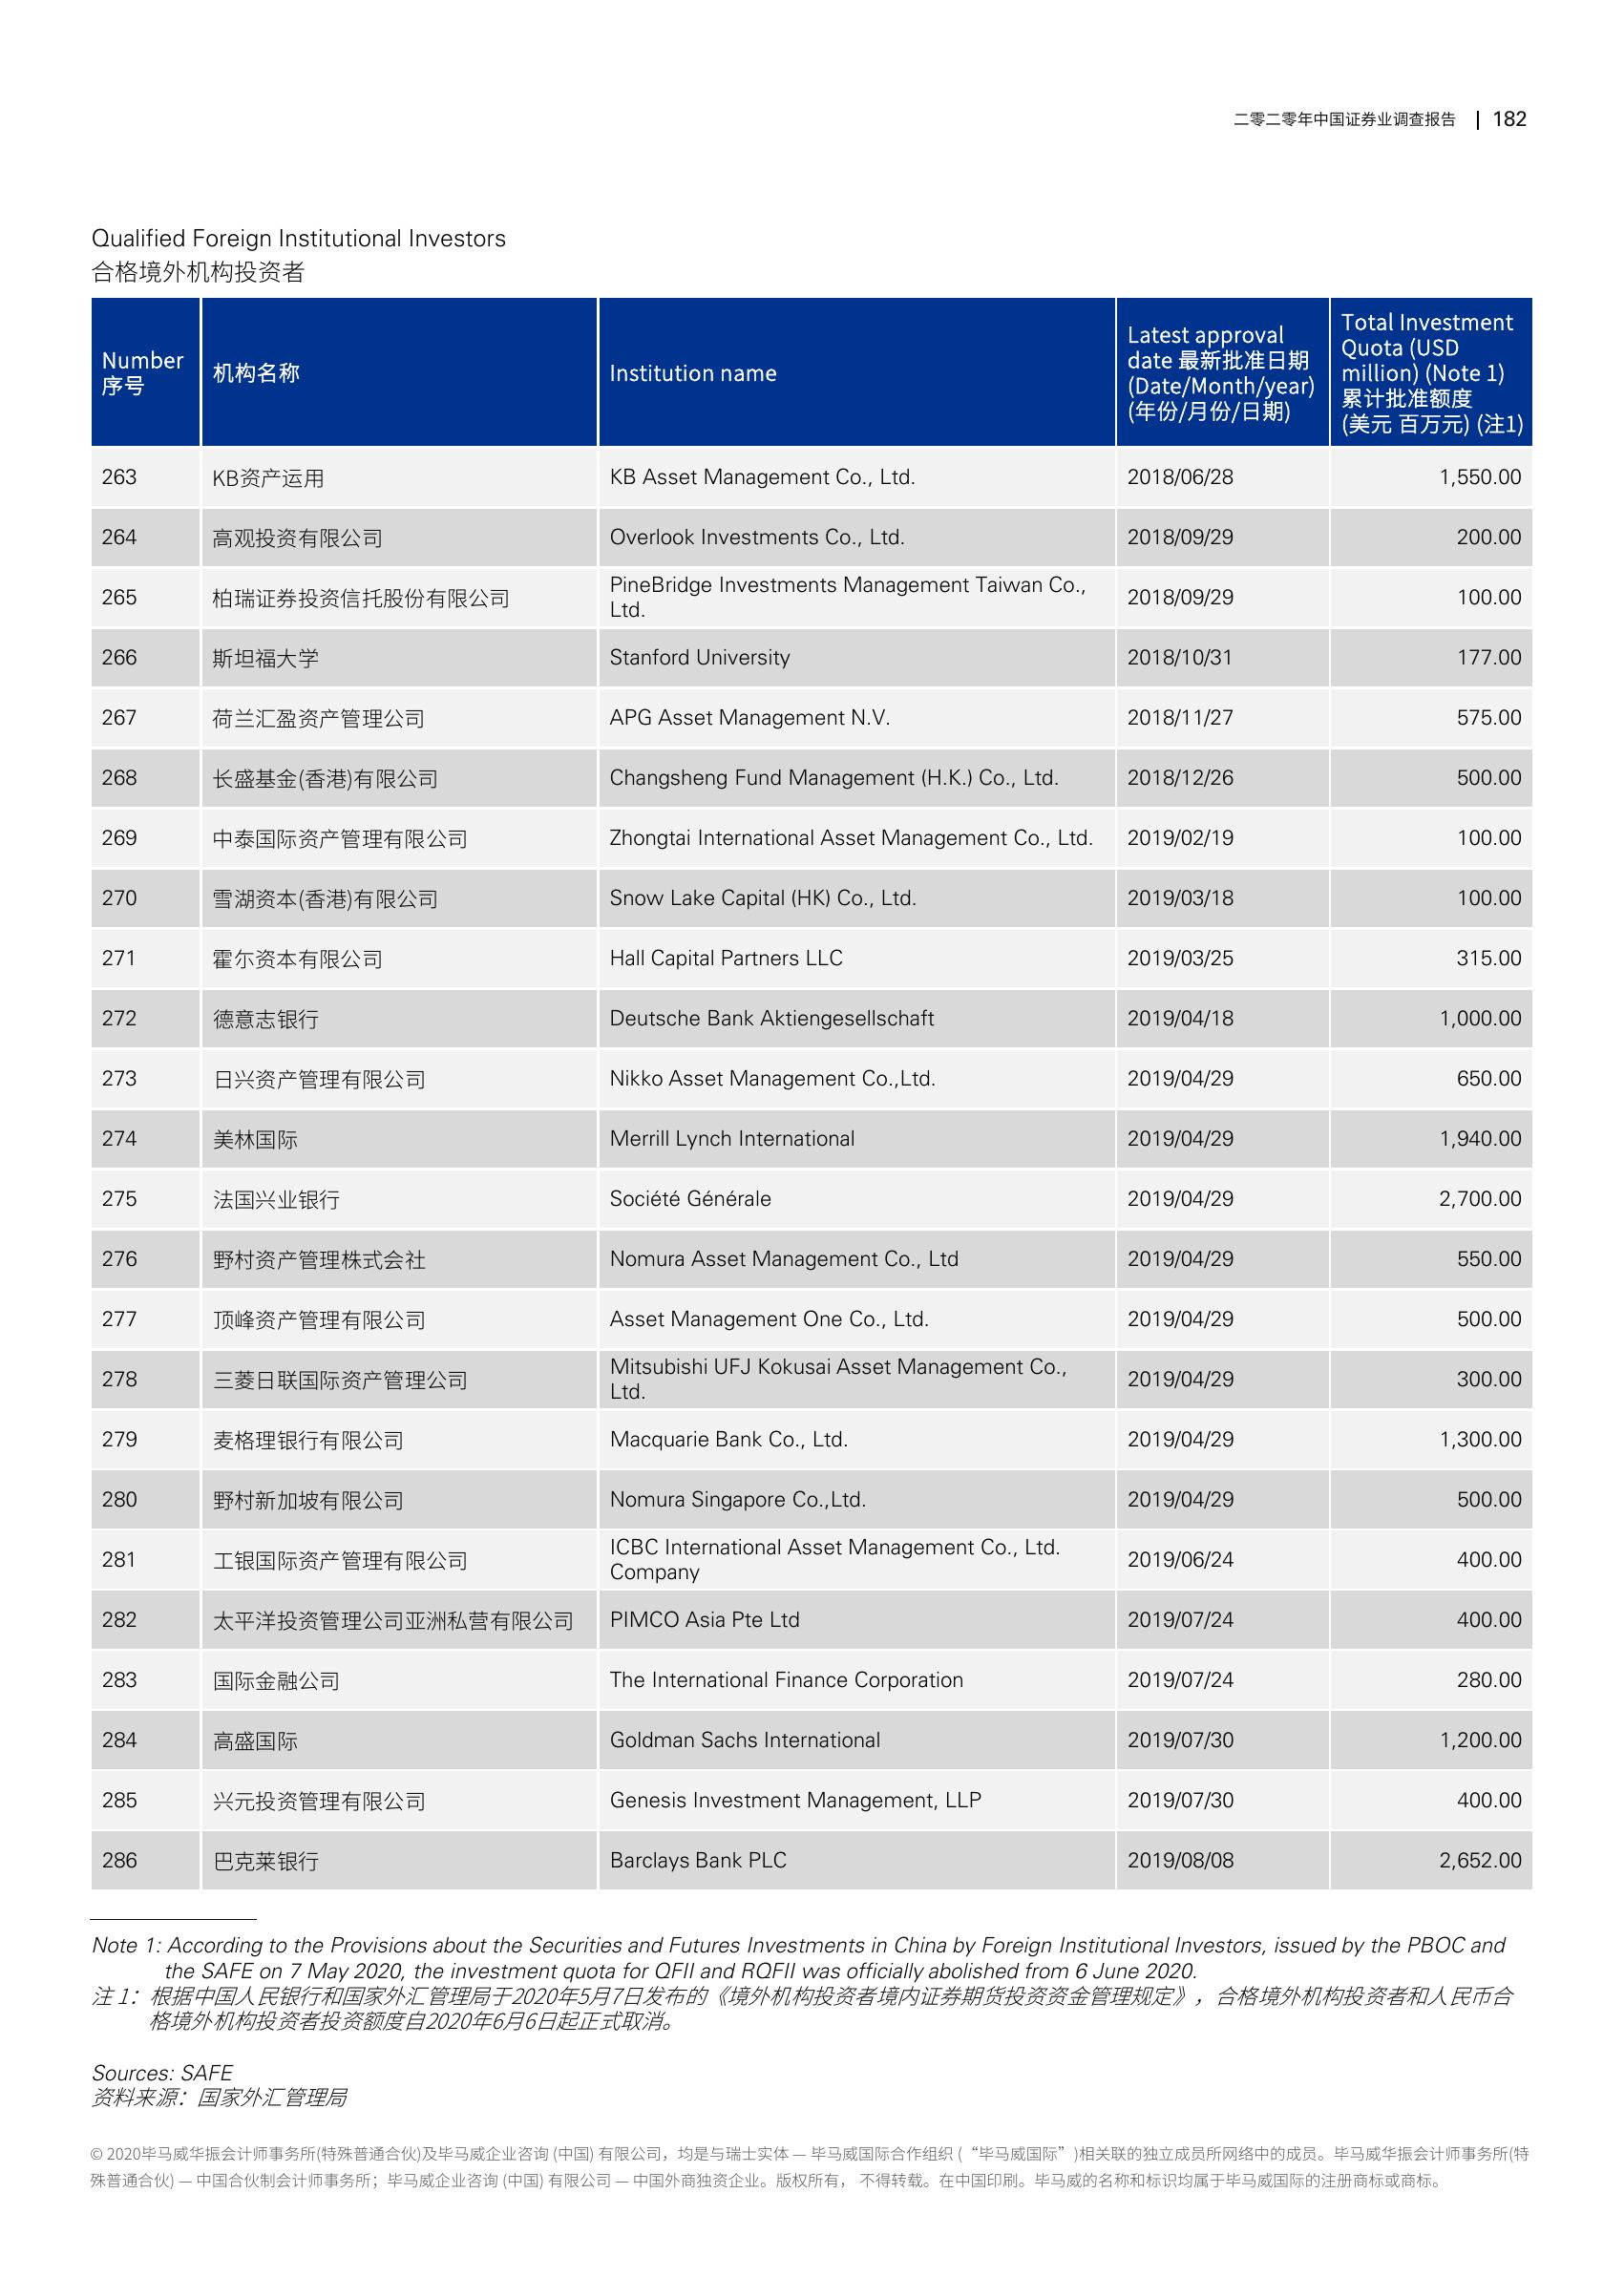 二零二零年中国证券业调查报告 | 182
Qualified Foreign Institutional Investors
合格境外机构投资者
Number
序号
机构名称
Institution name
Latest approval
date 最新批准日期
(Date/Month/year)
(年份/月份/日期)
Total Investment
Quota (USD
million) (Note 1)
累计批准额度
(美元 百万元) (注1)
263 KB资产运用 KB Asset Management Co., Ltd. 2018/06/28 1,550.00
264 高观投资有限公司 Overlook Investments Co., Ltd. 2018/09/29 200.00
265 柏瑞证券投资信托股份有限公司 PineBridge Investments Management Taiwan Co.,
Ltd. 2018/09/29 100.00
266 斯坦福大学 Stanford University 2018/10/31 177.00
267 荷兰汇盈资产管理公司 APG Asset Management N.V. 2018/11/27 575.00
268 长盛基金(香港)有限公司 Changsheng Fund Management (H.K.) Co., Ltd. 2018/12/26 500.00
269 中泰国际资产管理有限公司 Zhongtai International Asset Management Co., Ltd. 2019/02/19 100.00
270 雪湖资本(香港)有限公司 Snow Lake Capital (HK) Co., Ltd. 2019/03/18 100.00
271 霍尔资本有限公司 Hall Capital Partners LLC 2019/03/25 315.00
272 德意志银行 Deutsche Bank Aktiengesellschaft 2019/04/18 1,000.00
273 日兴资产管理有限公司 Nikko Asset Management Co.,Ltd. 2019/04/29 650.00
274 美林国际 Merrill Lynch International 2019/04/29 1,940.00
275 法国兴业银行 Société Générale 2019/04/29 2,700.00
276 野村资产管理株式会社 Nomura Asset Management Co., Ltd 2019/04/29 550.00
277 顶峰资产管理有限公司 Asset Management One Co., Ltd. 2019/04/29 500.00
278 三菱日联国际资产管理公司 Mitsubishi UFJ Kokusai Asset Management Co.,
Ltd. 2019/04/29 300.00
279 麦格理银行有限公司 Macquarie Bank Co., Ltd. 2019/04/29 1,300.00
280 野村新加坡有限公司 Nomura Singapore Co.,Ltd. 2019/04/29 500.00
281 工银国际资产管理有限公司 ICBC International Asset Management Co., Ltd.
Company 2019/06/24 400.00
282 太平洋投资管理公司亚洲私营有限公司 PIMCO Asia Pte Ltd 2019/07/24 400.00
283 国际金融公司 The International Finance Corporation 2019/07/24 280.00
284 高盛国际 Goldman Sachs International 2019/07/30 1,200.00
285 兴元投资管理有限公司 Genesis Investment Management, LLP 2019/07/30 400.00
286 巴克莱银行 Barclays Bank PLC 2019/08/08 2,652.00
Note 1: According to the Provisions about the Securities and Futures Investments in China by Foreign Institutional Investors, issued by the PBOC and
the SAFE on 7 May 2020, the investment quota for QFII and RQFII was officially abolished from 6 June 2020.
注 1：根据中国人民银行和国家外汇管理局于2020年5月7日发布的《境外机构投资者境内证券期货投资资金管理规定》，合格境外机构投资者和人民币合
格境外机构投资者投资额度自2020年6月6日起正式取消。
Sources: SAFE
资料来源：国家外汇管理局
© 2020毕马威华振会计师事务所(特殊普通合伙)及毕马威企业咨询 (中国) 有限公司，均是与瑞士实体 — 毕马威国际合作组织 (“毕马威国际”)相关联的独立成员所网络中的成员。毕马威华振会计师事务所(特
殊普通合伙) — 中国合伙制会计师事务所；毕马威企业咨询 (中国) 有限公司 — 中国外商独资企业。版权所有， 不得转载。在中国印刷。毕马威的名称和标识均属于毕马威国际的注册商标或商标。